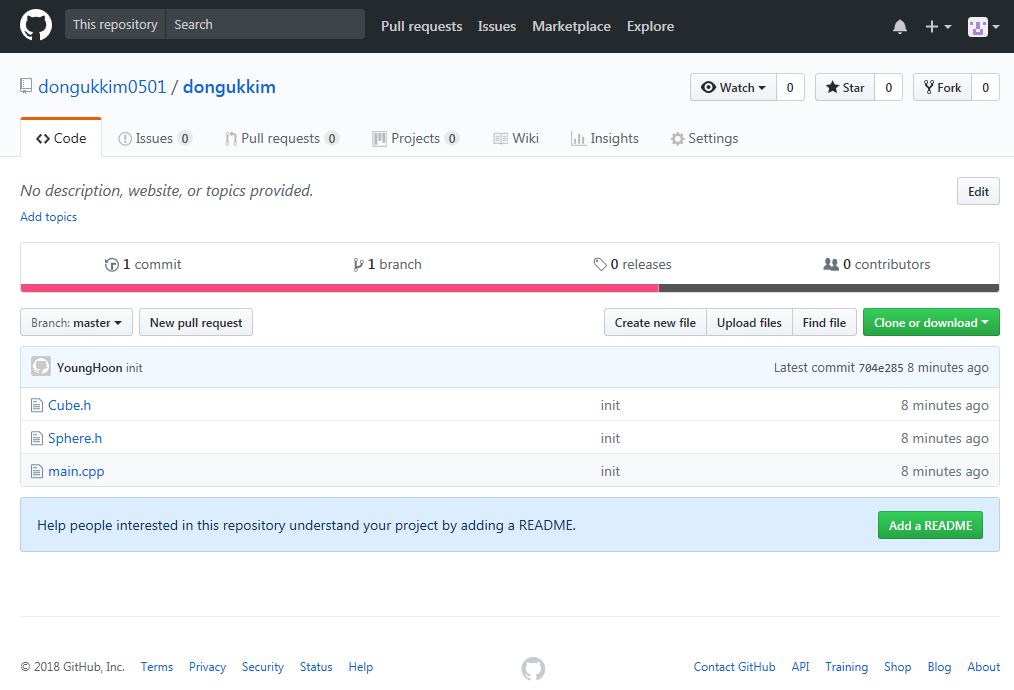 This repository Search Pull requests Issues Marketplace Explore
dongukkim0501 / dongukkim Watch 0 Star 0 Fork 0
Code Issues 0 Pull requests 0 Projects 0 Wiki Insights Settings
No description, website, or topics provided. Edit
Add topics
1 commit 1 branch 0 releases 0 contributors
Branch: master New pull request Create new file Upload files Find file Clone or download
YoungHoon init Latest commit 704e285 8 minutes ago
Cube.h init 8 minutes ago
Sphere.h init 8 minutes ago
main.cpp init 8 minutes ago
Help people interested in this repository understand your project by adding a README. Add a README
© 2018 GitHub, Inc. Terms Privacy Security Status Help Contact GitHub API Training Shop Blog About